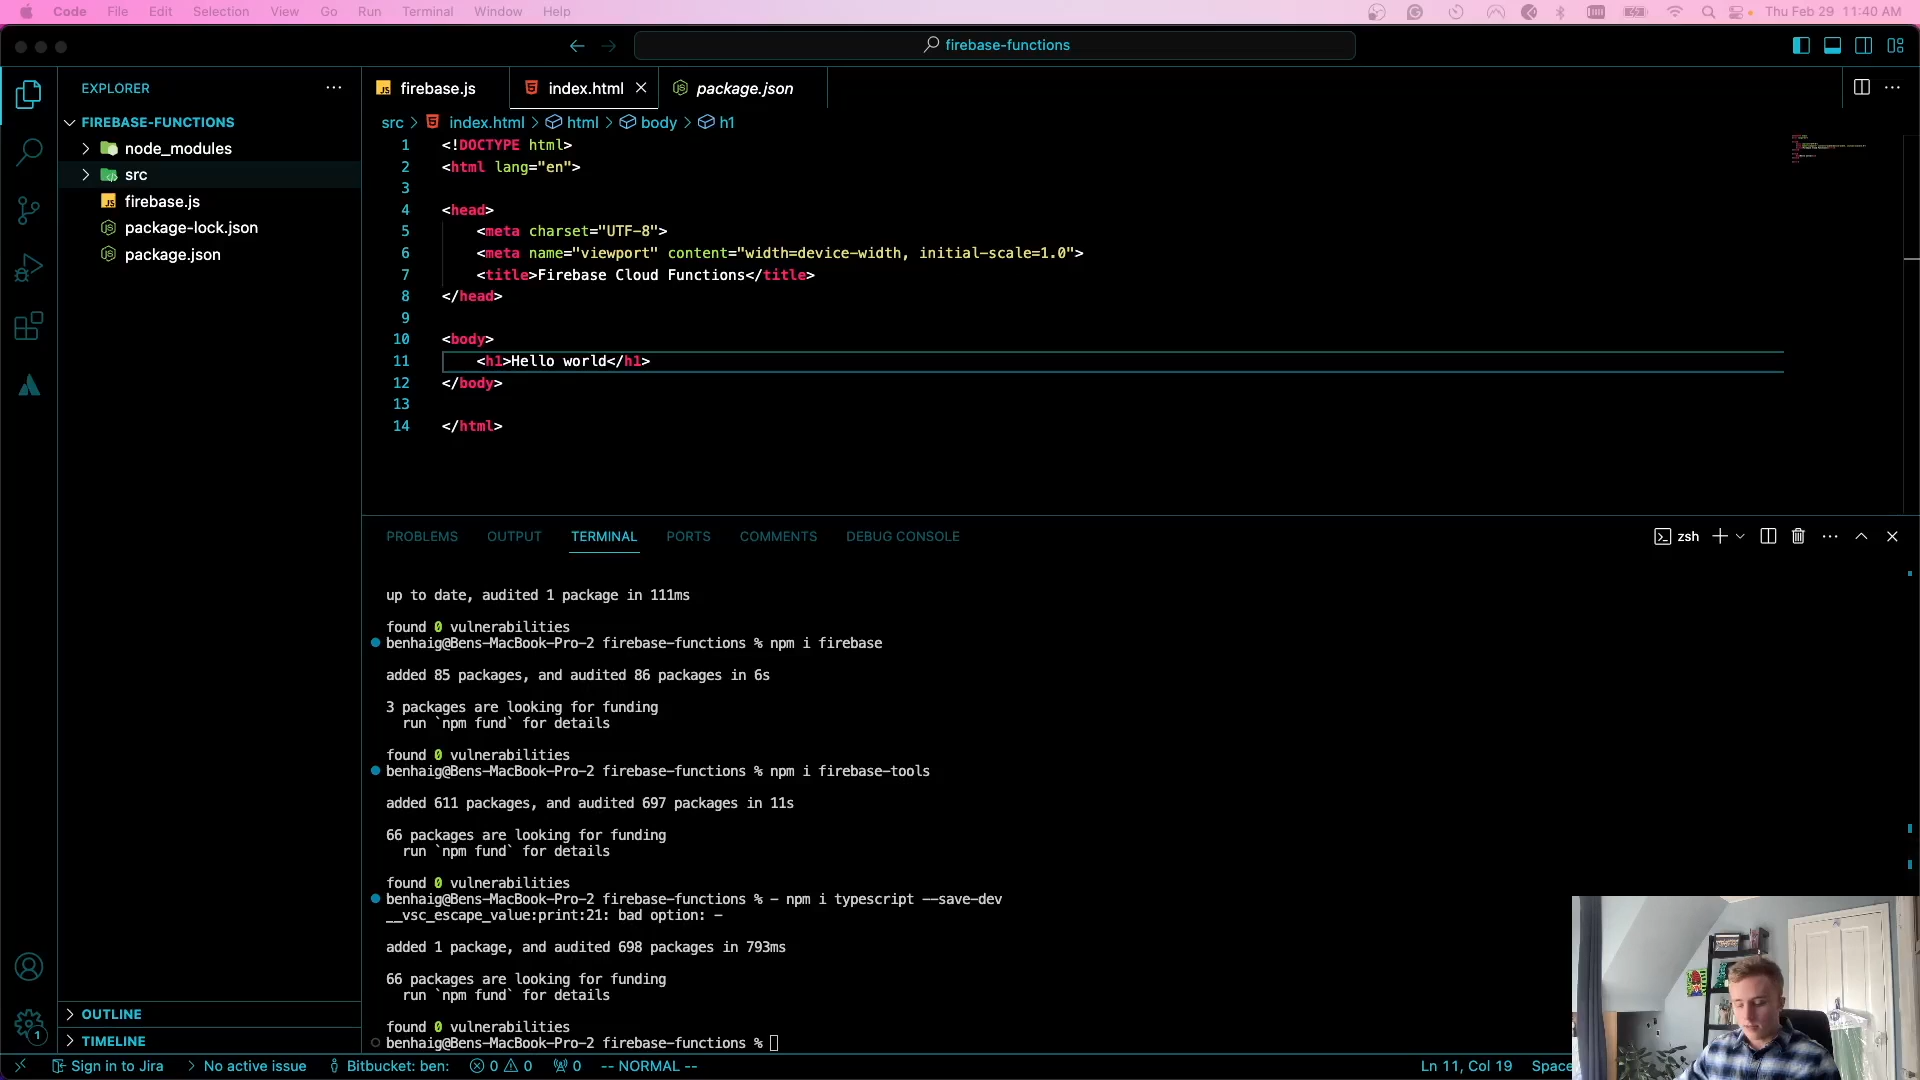 Code File Edit Selection View Go Run Terminal Window Help Thu Feb 29 11:40 AM
firebase-functions
EXPLORER
FIREBASE-FUNCTIONS
node_modules
src
firebase.js
package-lock.json
package.json
OUTLINE
TIMELINE
firebase.js index.html package.json
src > index.html > html > body > h1
1 <!DOCTYPE html>
2 <html lang="en">
3
4 <head>
5 <meta charset="UTF-8">
6 <meta name="viewport" content="width=device-width, initial-scale=1.0">
7 <title>Firebase Cloud Functions</title>
8 </head>
9
10 <body>
11 <h1>Hello world</h1>
12 </body>
13
14 </html>
PROBLEMS OUTPUT TERMINAL PORTS COMMENTS DEBUG CONSOLE zsh
up to date, audited 1 package in 111ms
found 0 vulnerabilities
benhaig@Bens-MacBook-Pro-2 firebase-functions % npm i firebase
added 85 packages, and audited 86 packages in 6s
3 packages are looking for funding
run `npm fund` for details
found 0 vulnerabilities
benhaig@Bens-MacBook-Pro-2 firebase-functions % npm i firebase-tools
added 611 packages, and audited 697 packages in 11s
66 packages are looking for funding
run `npm fund` for details
found 0 vulnerabilities
benhaig@Bens-MacBook-Pro-2 firebase-functions % - npm i typescript --save-dev
__vsc_escape_value:print:21: bad option: -
added 1 package, and audited 698 packages in 793ms
66 packages are looking for funding
run `npm fund` for details
found 0 vulnerabilities
benhaig@Bens-MacBook-Pro-2 firebase-functions %
1
Sign in to Jira > No active issue Bitbucket: ben: 0 0 0 -- NORMAL -- Ln 11, Col 19 Space